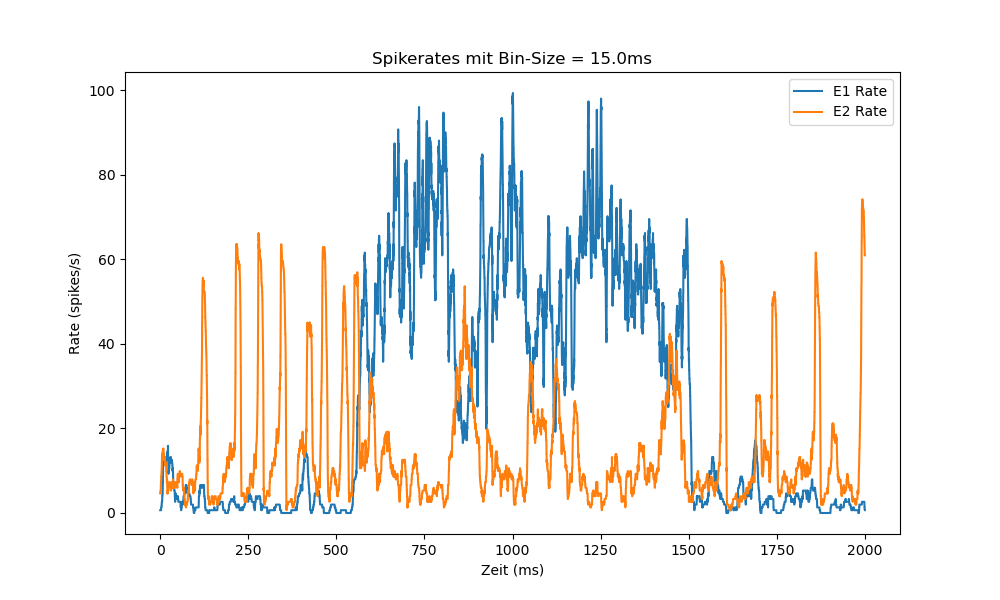 Spikerates mit Bin-Size = 15.0ms
E1 Rate
E2 Rate
Rate (spikes/s)
100
80
60
40
20
0
0 250 500 750 1000 1250 1500 1750 2000
Zeit (ms)